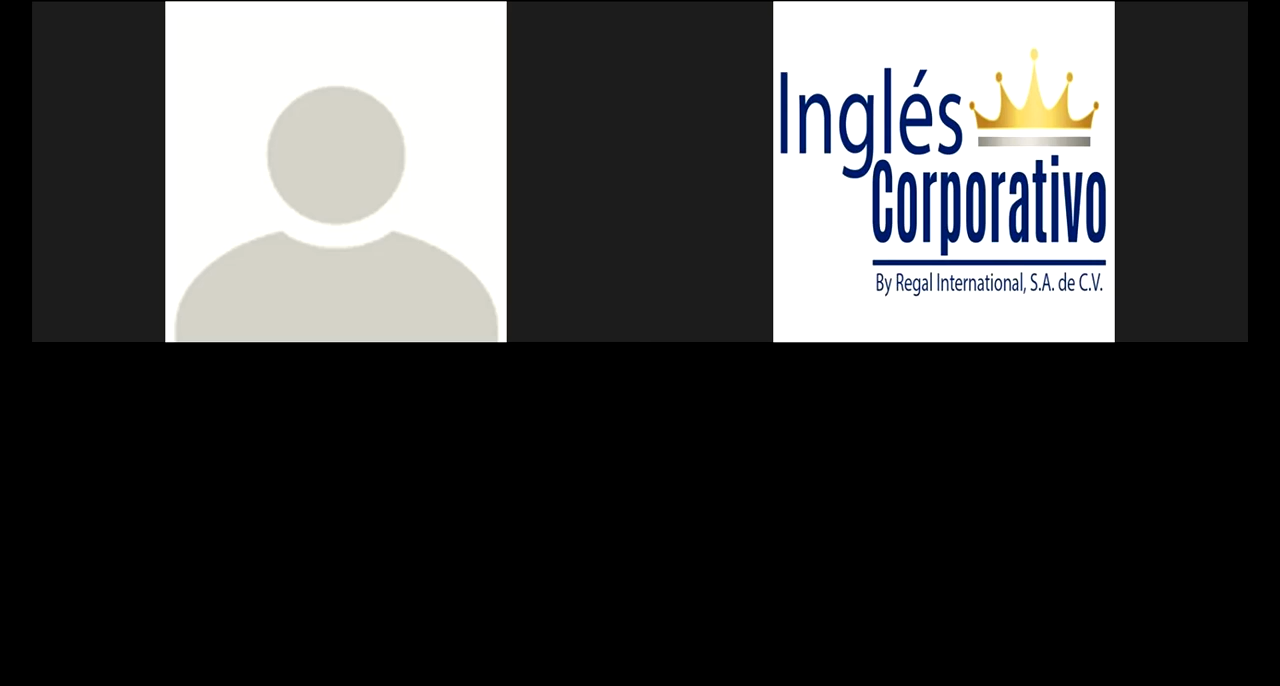 Inglés
Corporativo
By Regal International, S.A. de C.V.